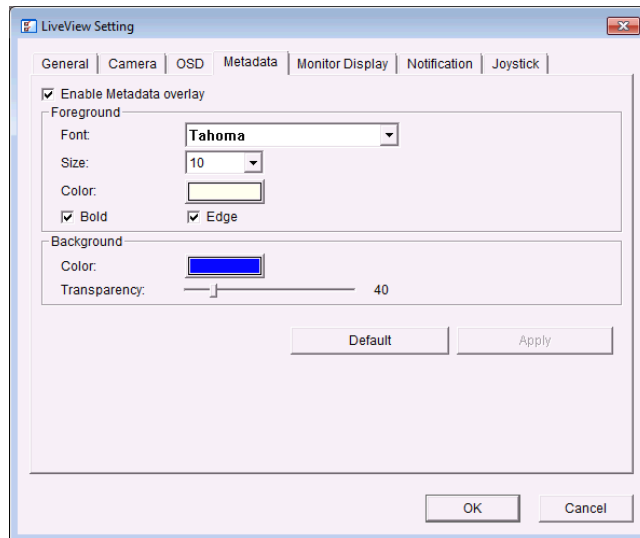 LiveView Setting
General Camera OSD Metadata Monitor Display Notification Joystick
Enable Metadata overlay
Foreground
Font: Tahoma
Size: 10
Color:
Bold Edge
Background
Color:
Transparency: 40
Default Apply
OK Cancel